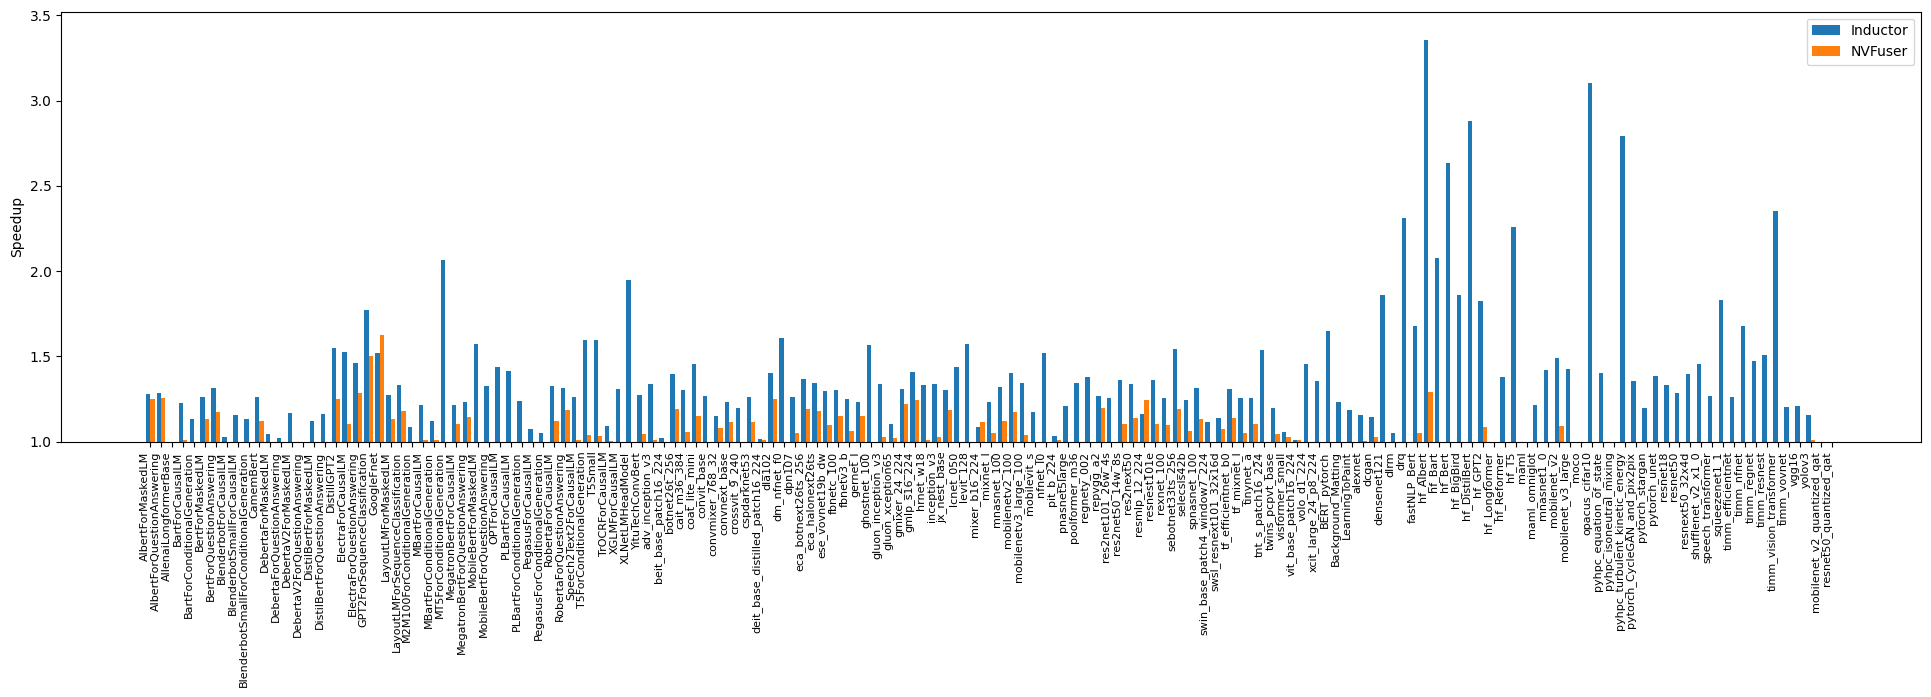 3.5
3.0
2.5
2.0
1.5
1.0
Speedup
Inductor
NVFuser
AlbertForMaskedLM
AlbertForQuestionAnswering
AllenaiLongformerBase
BartForCausalLM
BartForConditionalGeneration
BertForMaskedLM
BertForQuestionAnswering
BlenderbotForCausalLM
BlenderbotSmallForCausalLM
BlenderbotSmallForConditionalGeneration
CamemBert
DebertaForMaskedLM
DebertaForQuestionAnswering
DebertaV2ForMaskedLM
DebertaV2ForQuestionAnswering
DistilBertForMaskedLM
DistilBertForQuestionAnswering
DistillGPT2
ElectraForCausalLM
ElectraForQuestionAnswering
GPT2ForSequenceClassification
GoogleFnet
LayoutLMForMaskedLM
LayoutLMForSequenceClassification
M2M100ForConditionalGeneration
MBartForCausalLM
MBartForConditionalGeneration
MT5ForConditionalGeneration
MegatronBertForCausalLM
MegatronBertForQuestionAnswering
MobileBertForMaskedLM
MobileBertForQuestionAnswering
OPTForCausalLM
PLBartForCausalLM
PLBartForConditionalGeneration
PegasusForCausalLM
PegasusForConditionalGeneration
RobertaForCausalLM
RobertaForQuestionAnswering
Speech2Text2ForCausalLM
T5ForConditionalGeneration
T5Small
TrOCRForCausalLM
XGLMForCausalLM
XLNetLMHeadModel
YituTechConvBert
adv_inception_v3
beit_base_patch16_224
botnet26t_256
cait_m36_384
coat_lite_mini
convit_base
convmixer_768_32
convnext_base
crossvit_9_240
cspdarknet53
deit_base_distilled_patch16_224
dla102
dm_nfnet_f0
dpn107
eca_botnext26ts_256
eca_halonext26ts
ese_vovnet19b_dw
fbnetc_100
fbnetv3_b
gernet_l
ghostnet_100
gluon_inception_v3
gluon_xception65
gmixer_24_224
gmlp_s16_224
hrnet_w18
inception_v3
jx_nest_base
lcnet_050
levit_128
mixer_b16_224
mixnet_l
mnasnet_100
mobilenetv2_100
mobilenetv3_large_100
mobilevit_s
nfnet_l0
pit_b_224
pnasnet5large
poolformer_m36
regnety_002
repvgg_a2
res2net101_26w_4s
res2net50_14w_8s
res2next50
resmlp_12_224
resnest101e
rexnet_100
sebotnet33ts_256
selecsls42b
spnasnet_100
swin_base_patch4_window7_224
swsl_resnext101_32x16d
tf_efficientnet_b0
tf_mixnet_l
tinynet_a
tnt_s_patch16_224
twins_pcpvt_base
visformer_small
vit_base_patch16_224
volo_d1_224
xcit_large_24_p8_224
BERT_pytorch
Background_Matting
LearningToPaint
alexnet
dcgan
densenet121
dlrm
drq
fastNLP_Bert
hf_Albert
hf_Bart
hf_Bert
hf_BigBird
hf_DistilBert
hf_GPT2
hf_Longformer
hf_Reformer
hf_T5
maml
maml_omniglot
mnasnet1_0
mobilenet_v2
mobilenet_v3_large
moco
opacus_cifar10
pyhpc_equation_of_state
pyhpc_isoneutral_mixing
pyhpc_turbulent_kinetic_energy
pytorch_CycleGAN_and_pix2pix
pytorch_stargan
pytorch_unet
resnet18
resnet50
resnext50_32x4d
shufflenet_v2_x1_0
speech_transformer
squeezenet1_1
timm_efficientnet
timm_nfnet
timm_regnet
timm_resnest
timm_vision_transformer
timm_vovnet
vgg16
yolov3
mobilenet_v2_quantized_qat
resnet50_quantized_qat